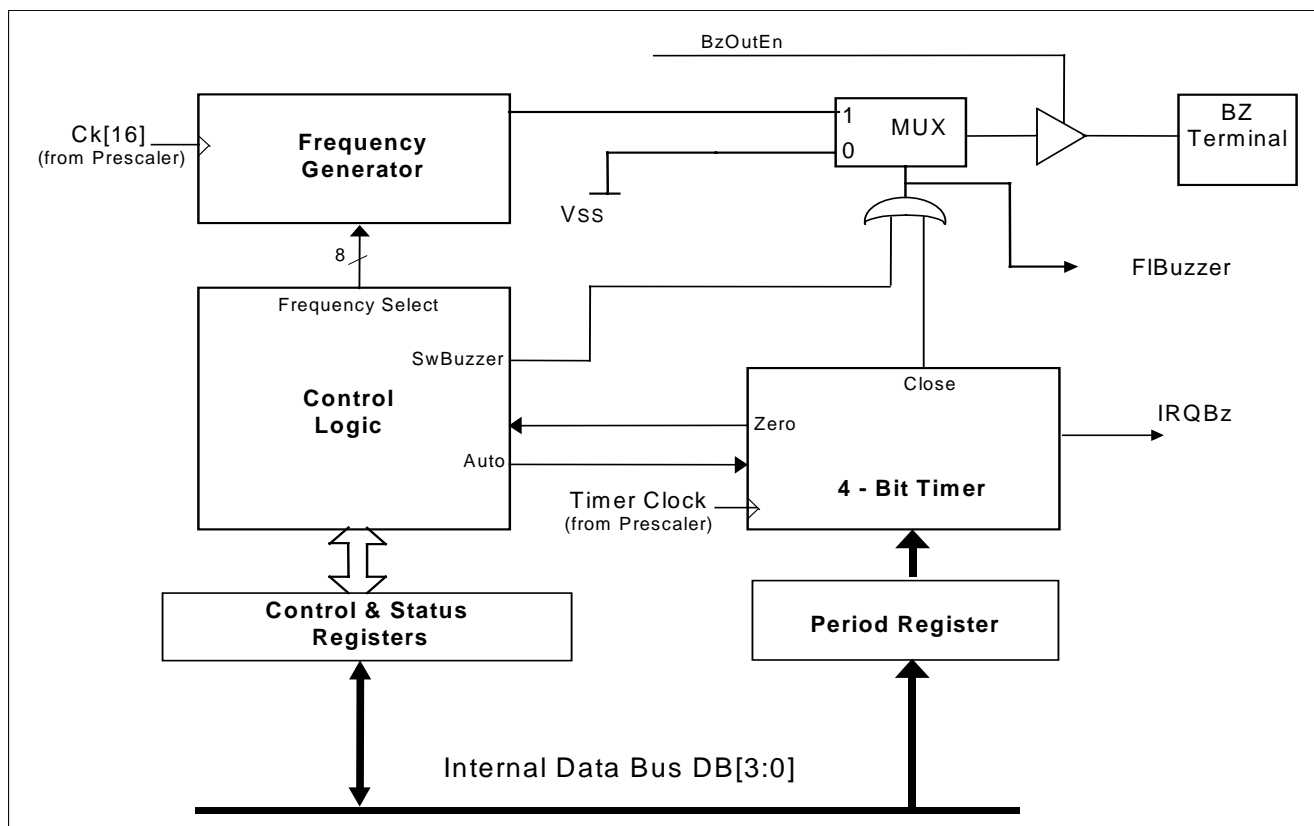 BzOutEn
Ck[16]
(from Prescaler)
Frequency
Generator
1
0
MUX
BZ
Terminal
Vss
8
FlBuzzer
Frequency Select
SwBuzzer
Control
Logic
Auto
Close
Zero
IRQBz
4 - Bit Timer
Timer Clock
(from Prescaler)
Control & Status
Registers
Period Register
Internal Data Bus DB[3:0]